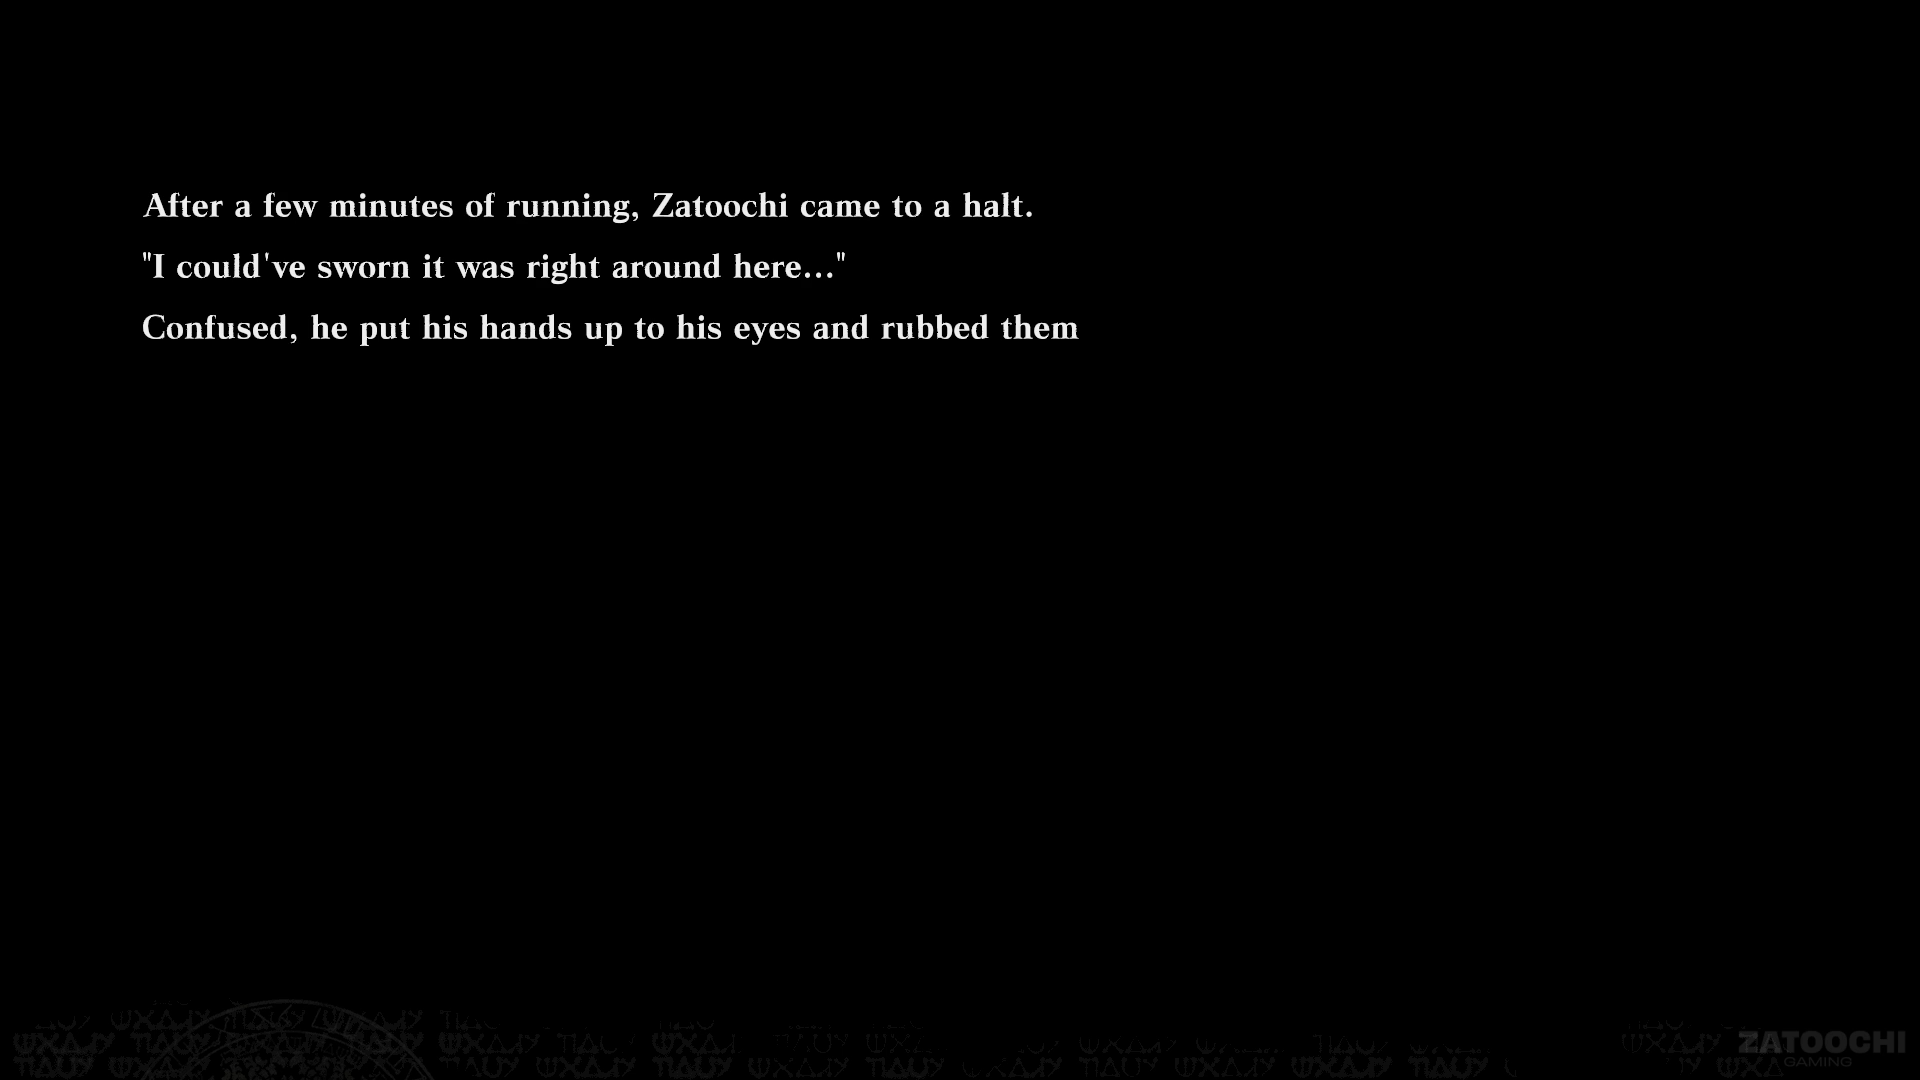 After a few minutes of running, Zatoochi came to a halt.
"I could've sworn it was right around here..."
Confused, he put his hands up to his eyes and rubbed them
ZATOOCHI
GAMING